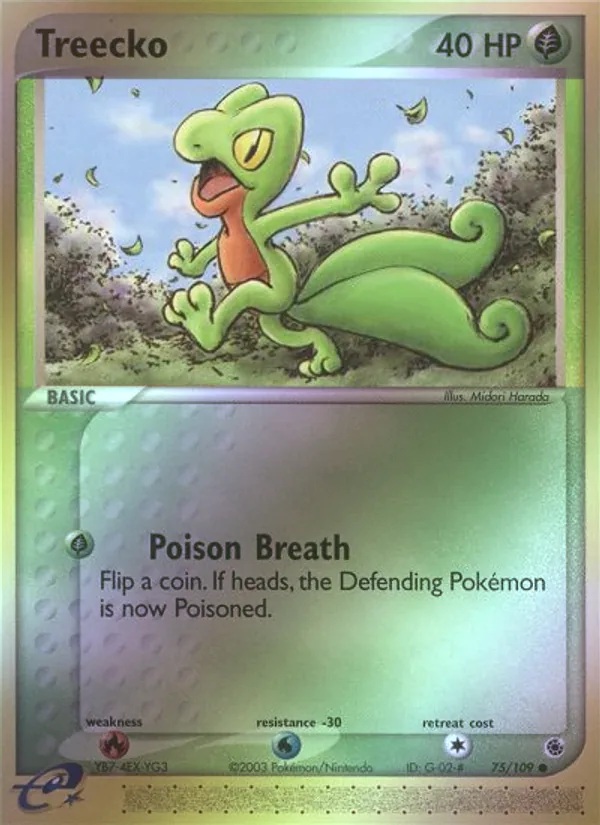 Treecko
40 HP
BASIC
Illus. Midori Harada
Poison Breath
Flip a coin. If heads, the Defending Pokémon
is now Poisoned.
weakness
resistance -30
retreat cost
YB7-4EX-YG3
©2003 Pokémon/Nintendo
ID: G-02-#
75/109